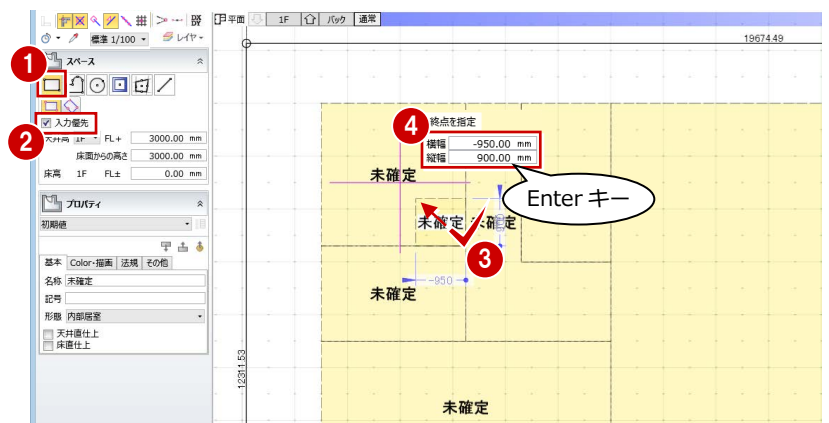 標準 1/100
レイヤ
平面
1F
バック
通常
19674.49
1
スペース
2
入力優先
天井高 1F FL+ 3000.00 mm
床面からの高さ 3000.00 mm
床高 1F FL± 0.00 mm
プロパティ
初期値
基本 Color・描画 法規 その他
名称 未確定
記号
形態 内部居室
天井直仕上
床直仕上
4
終点を指定
横幅 -950.00 mm
縦幅 900.00 mm
Enter キー
未確定
未確定 未確定
3
-950
未確定
12311.53
未確定